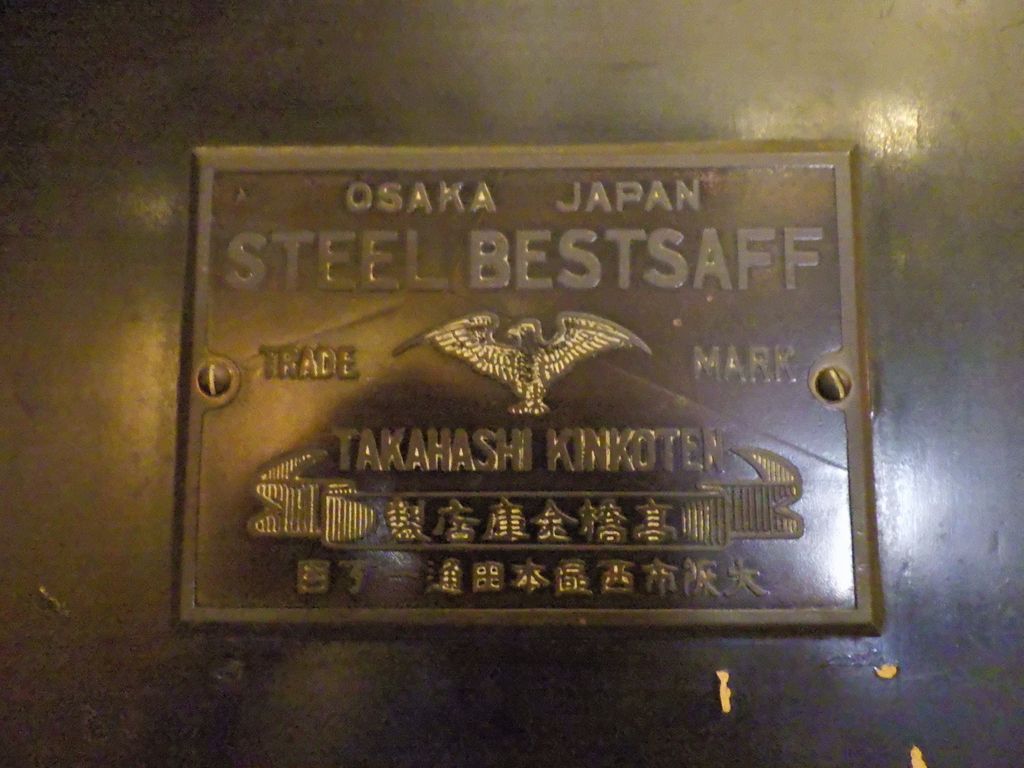 OSAKA JAPAN
STEEL BESTSAFF
TRADE MARK
TAKAHASHI KINKOTEN
高橋金庫店製
大阪市西區本田通一丁目